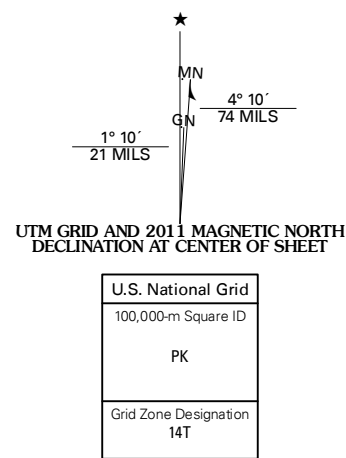 ★
MN
GN
4° 10´
74 MILS
1° 10´
21 MILS
UTM GRID AND 2011 MAGNETIC NORTH
DECLINATION AT CENTER OF SHEET
U.S. National Grid
100,000-m Square ID
PK
Grid Zone Designation
14T